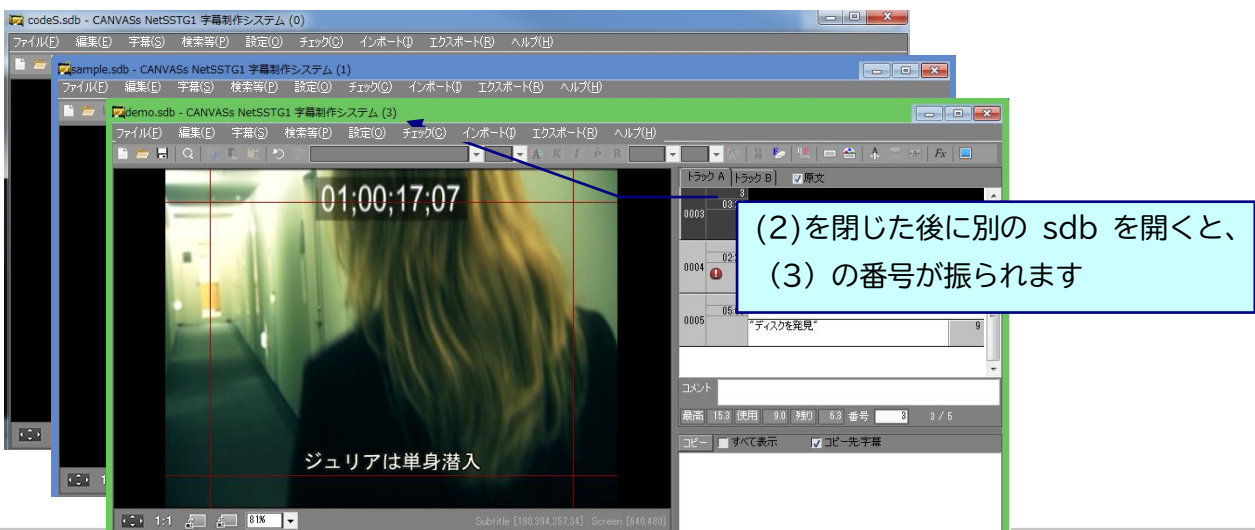 codeS.sdb - CANVASs NetSSTG1 字幕制作システム (0)
ファイル(F) 編集(E) 字幕(S) 検索等(P) 設定(O) チェック(C) インポート(I) エクスポート(R) ヘルプ(H)
sample.sdb - CANVASs NetSSTG1 字幕制作システム (1)
ファイル(F) 編集(E) 字幕(S) 検索等(P) 設定(O) チェック(C) インポート(I) エクスポート(R) ヘルプ(H)
demo.sdb - CANVASs NetSSTG1 字幕制作システム (3)
ファイル(F) 編集(E) 字幕(S) 検索等(P) 設定(O) チェック(C) インポート(I) エクスポート(R) ヘルプ(H)
トラック A トラック B 原文
01;00;17;07
3
0003
(2)を閉じた後に別の sdb を開くと、
(3) の番号が振られます
0004
0005
"ディスクを発見" 9
コメント
最高 15.3 使用 9.0 残り 6.3 番号 3 3 / 5
コピー すべて表示 コピー先字幕
ジュリアは単身潜入
1:1 81% Subtitle [190,394,257,34] : Screen [640,480]